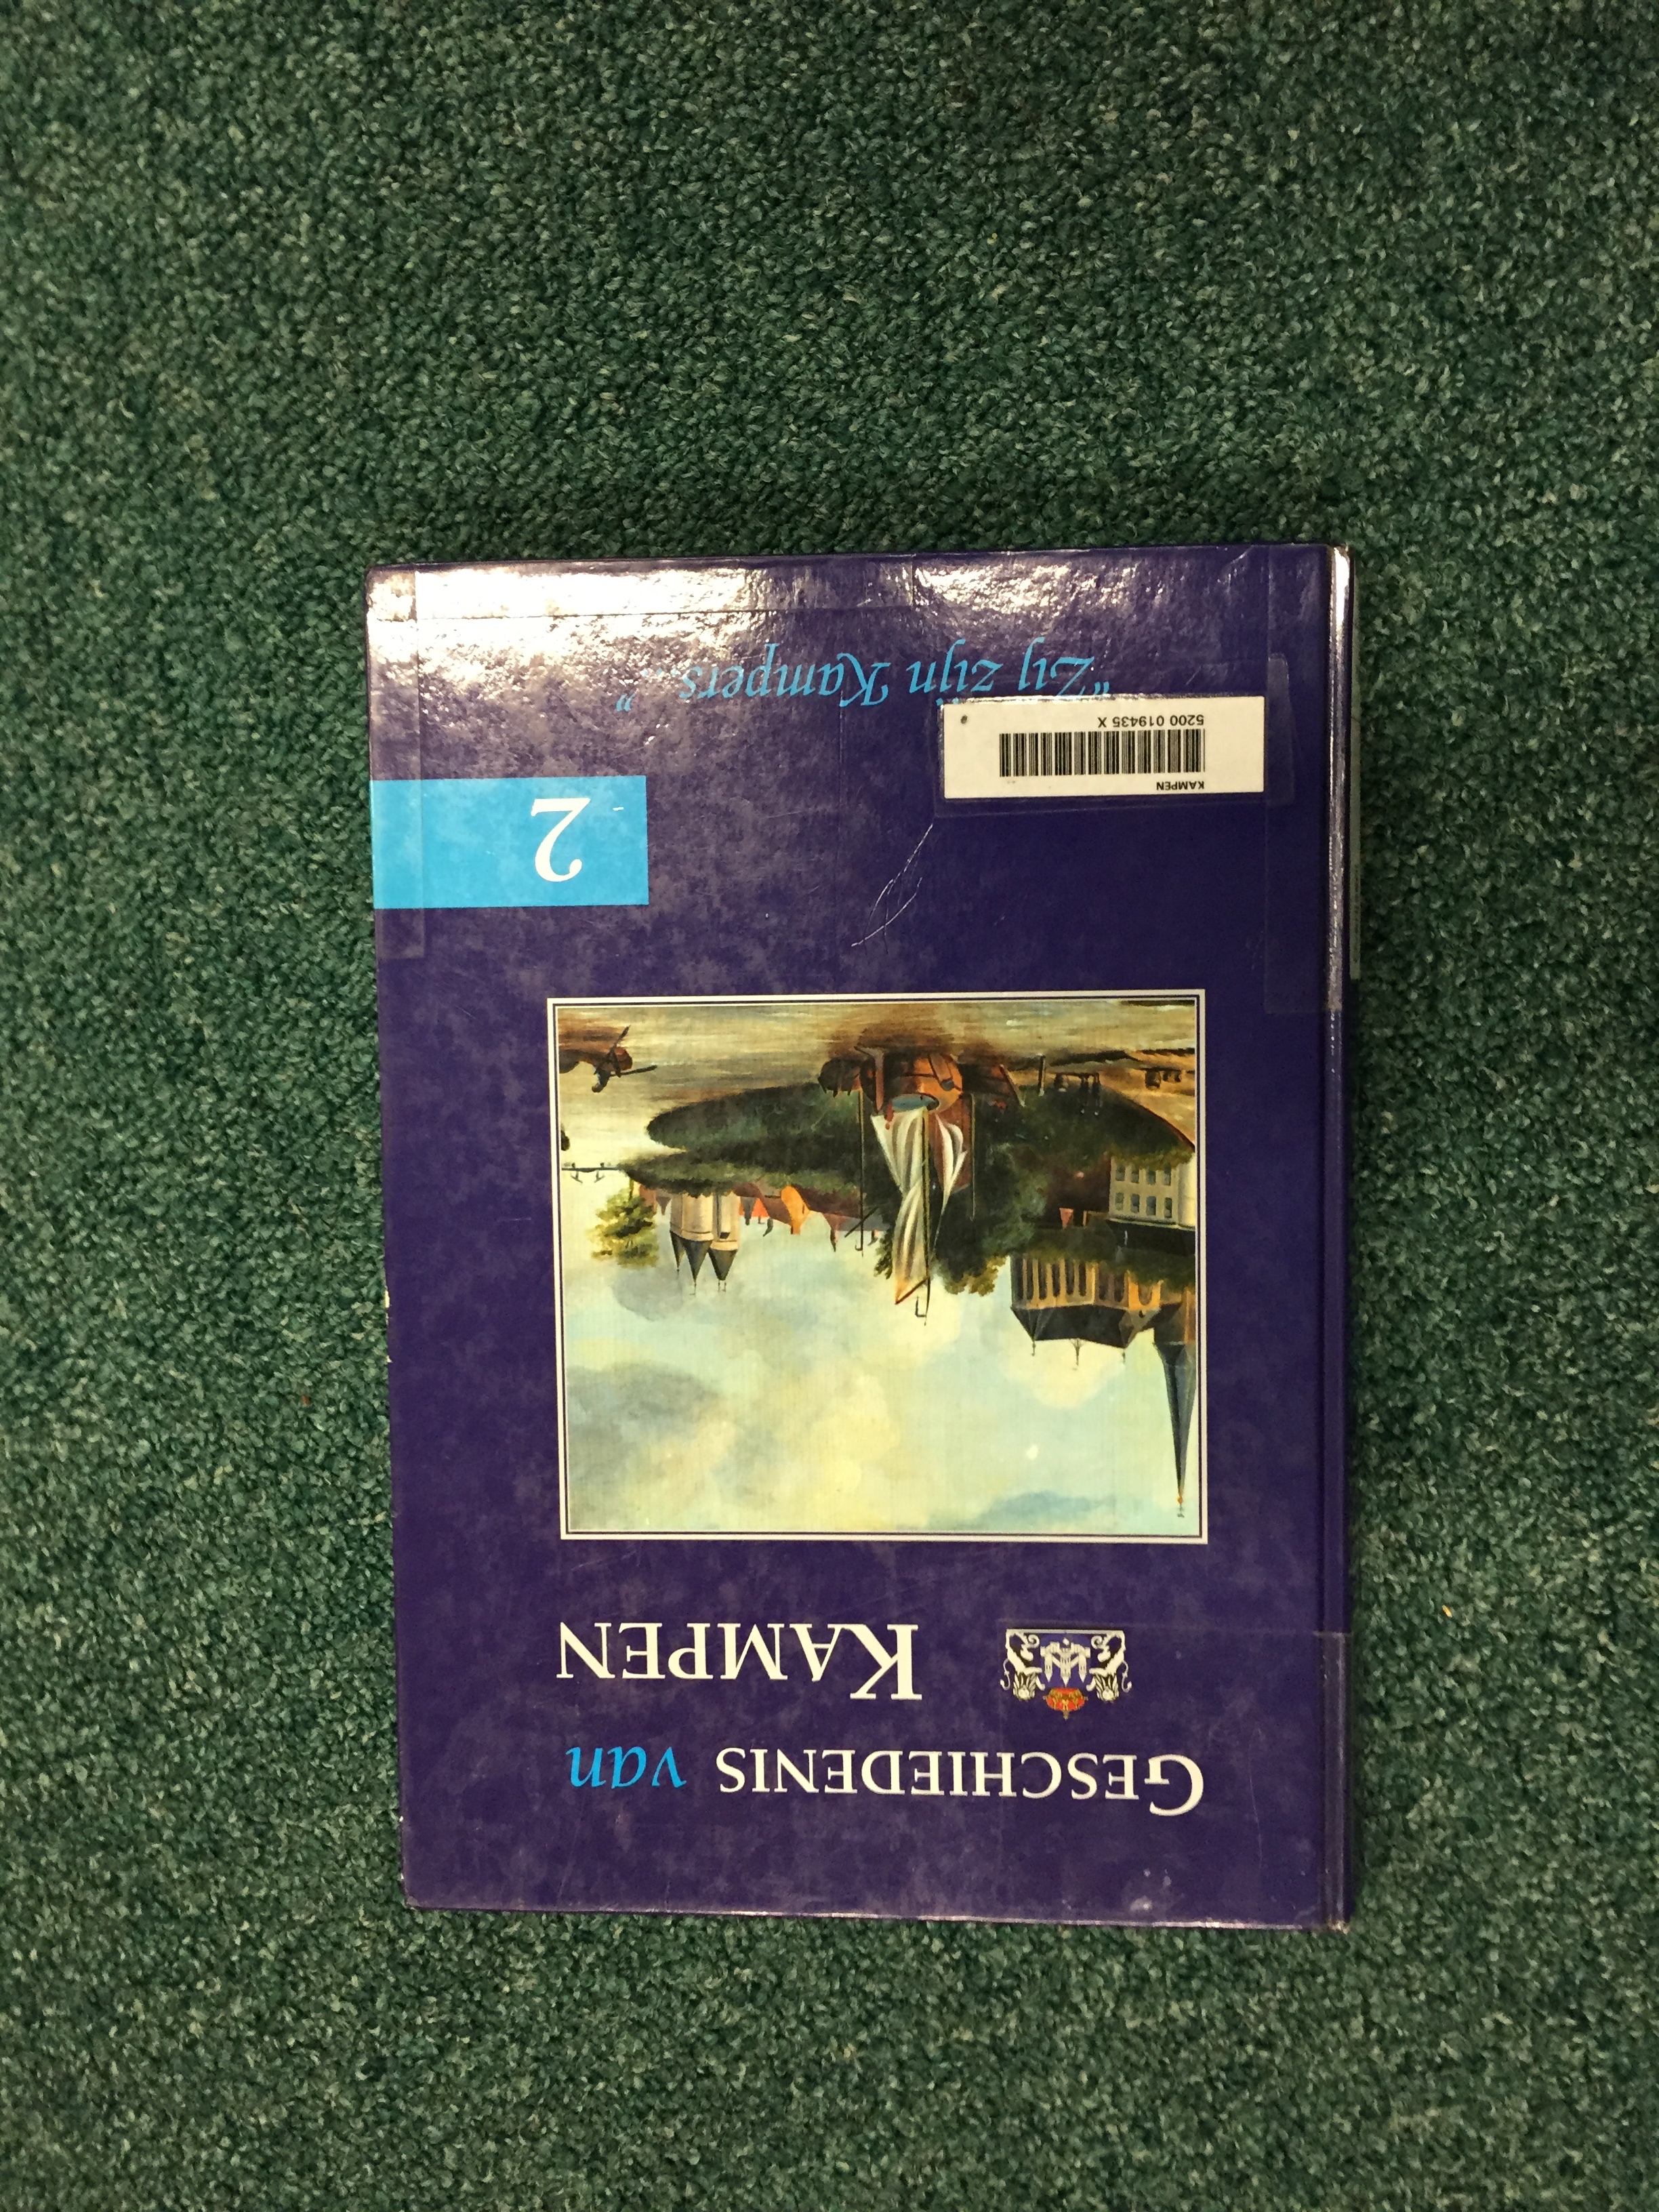 GESCHIEDENIS van
KAMPEN
2
KAMPEN
5200 019435 X
"Zij zijn Kampers... "